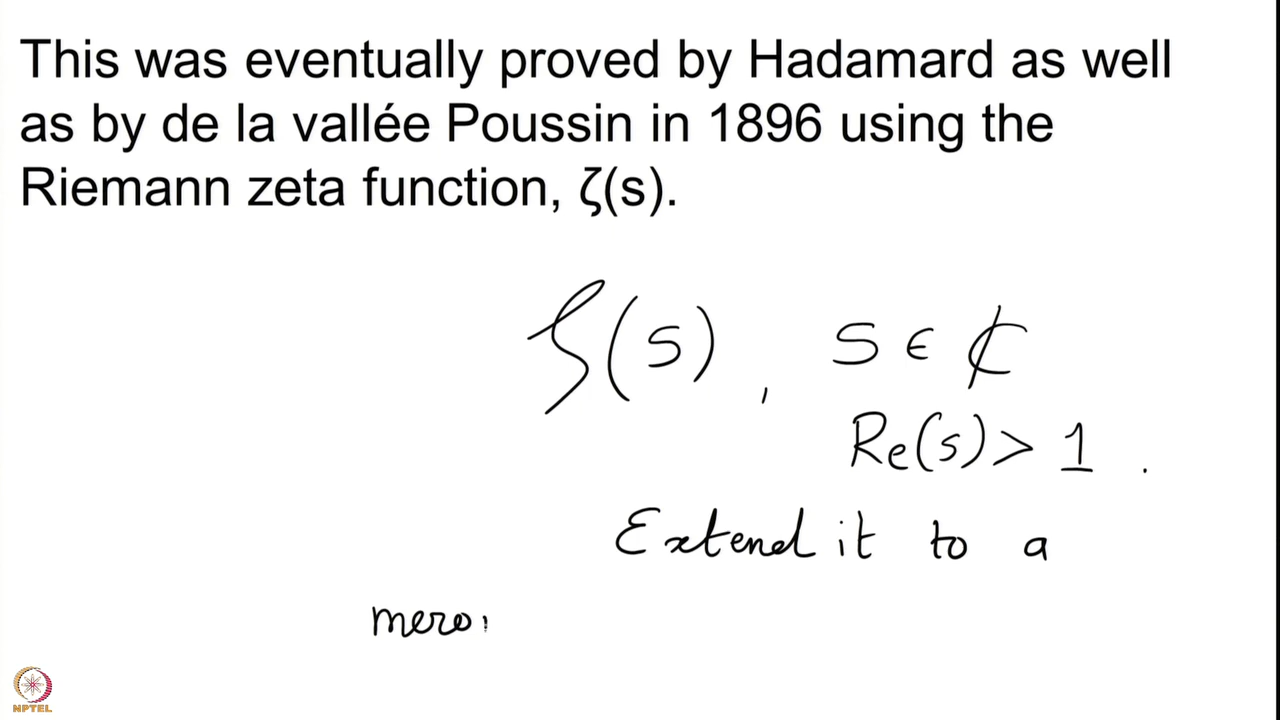 This was eventually proved by Hadamard as well
as by de la vallée Poussin in 1896 using the
Riemann zeta function, ζ(s).
ζ(s) , s ∈ ℂ
Re(s) > 1 .
Extend it to a
mero
NPTEL